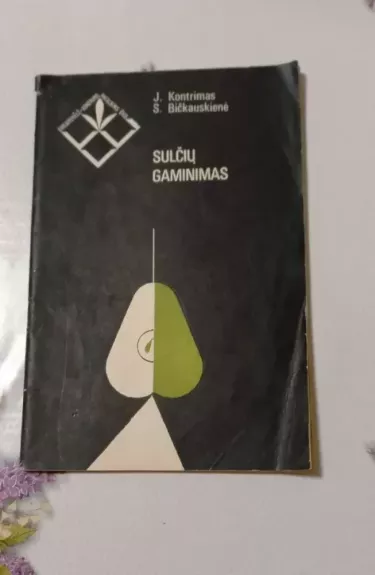 J. Kontrimas
S. Bičkauskienė
SULČIŲ
GAMINIMAS